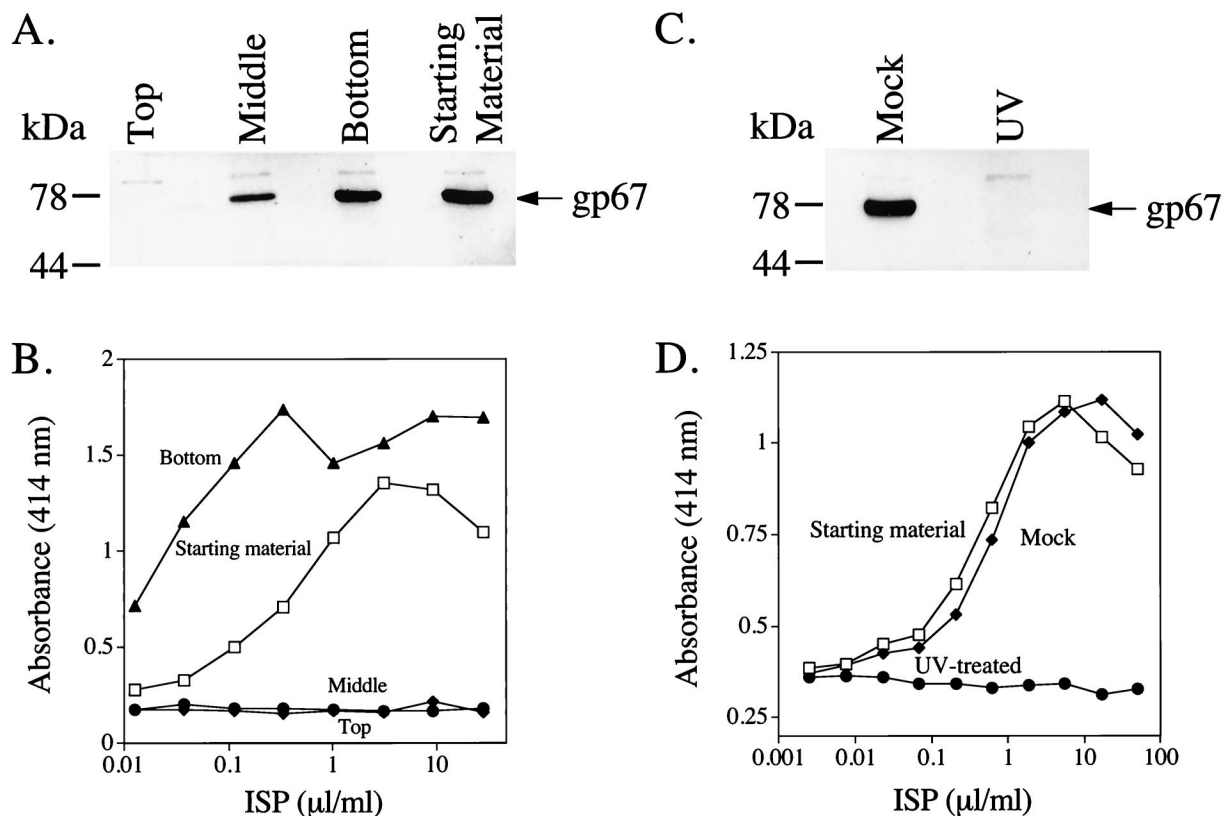 A.
kDa
Top
Middle
Bottom
Starting
Material
78
44
gp67
C.
kDa
Mock
UV
78
44
gp67
B.
Absorbance (414 nm)
2
1.5
1
0.5
0
Bottom
Starting material
Middle
Top
0.01 0.1 1 10
ISP (μl/ml)
D.
Absorbance (414 nm)
1.25
1
0.75
0.5
0.25
Starting material
Mock
UV-treated
0.001 0.01 0.1 1 10 100
ISP (μl/ml)